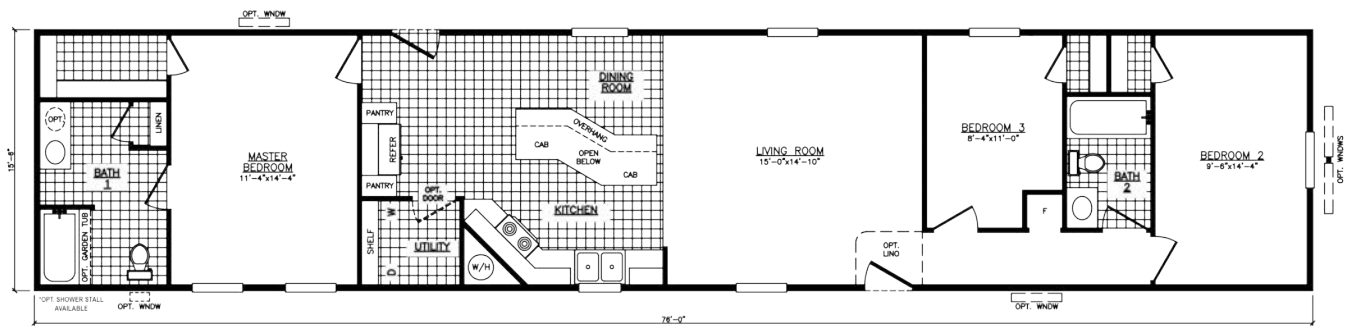 OPT. WNDW
OPT.
LINEN
BATH
1
OPT. GARDEN TUB
*OPT. SHOWER STALL
AVAILABLE
OPT. WNDW
15'-8"
MASTER
BEDROOM
11'-4"x14'-4"
PANTRY
REFER
PANTRY
OPT.
DOOR
SHELF
W
D
UTILITY
W/H
DINING
ROOM
OVERHANG
CAB
OPEN
BELOW
CAB
KITCHEN
LIVING ROOM
15'-0"x14'-10"
OPT.
LINO
BEDROOM 3
8'-4"x11'-0"
F
BATH
2
BEDROOM 2
9'-6"x14'-4"
OPT. WNDWS
OPT. WNDW
76'-0"